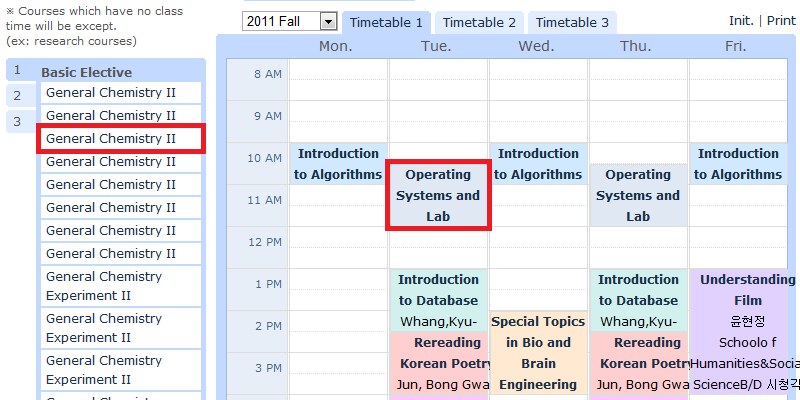 ※ Courses which have no class
time will be except.
(ex: research courses)
2011 Fall
Timetable 1
Timetable 2
Timetable 3
Init. | Print
1
2
3
Basic Elective
General Chemistry II
General Chemistry II
General Chemistry II
General Chemistry II
General Chemistry II
General Chemistry II
General Chemistry II
General Chemistry II
General Chemistry
Experiment II
General Chemistry
Experiment II
General Chemistry
Experiment II
Mon.
Tue.
Wed.
Thu.
Fri.
8 AM
9 AM
10 AM
11 AM
12 PM
1 PM
2 PM
3 PM
Introduction
to Algorithms
Operating
Systems and
Lab
Introduction
to Database
Whang,Kyu-
Rereading
Korean Poetry
Jun, Bong Gwa
Introduction
to Algorithms
Special Topics
in Bio and
Brain
Engineering
Operating
Systems and
Lab
Introduction
to Database
Whang,Kyu-
Rereading
Korean Poetry
Jun, Bong Gwa
Introduction
to Algorithms
Understanding
Film
윤현정
Schoolo f
Humanities&Socia
ScienceB/D 시청각